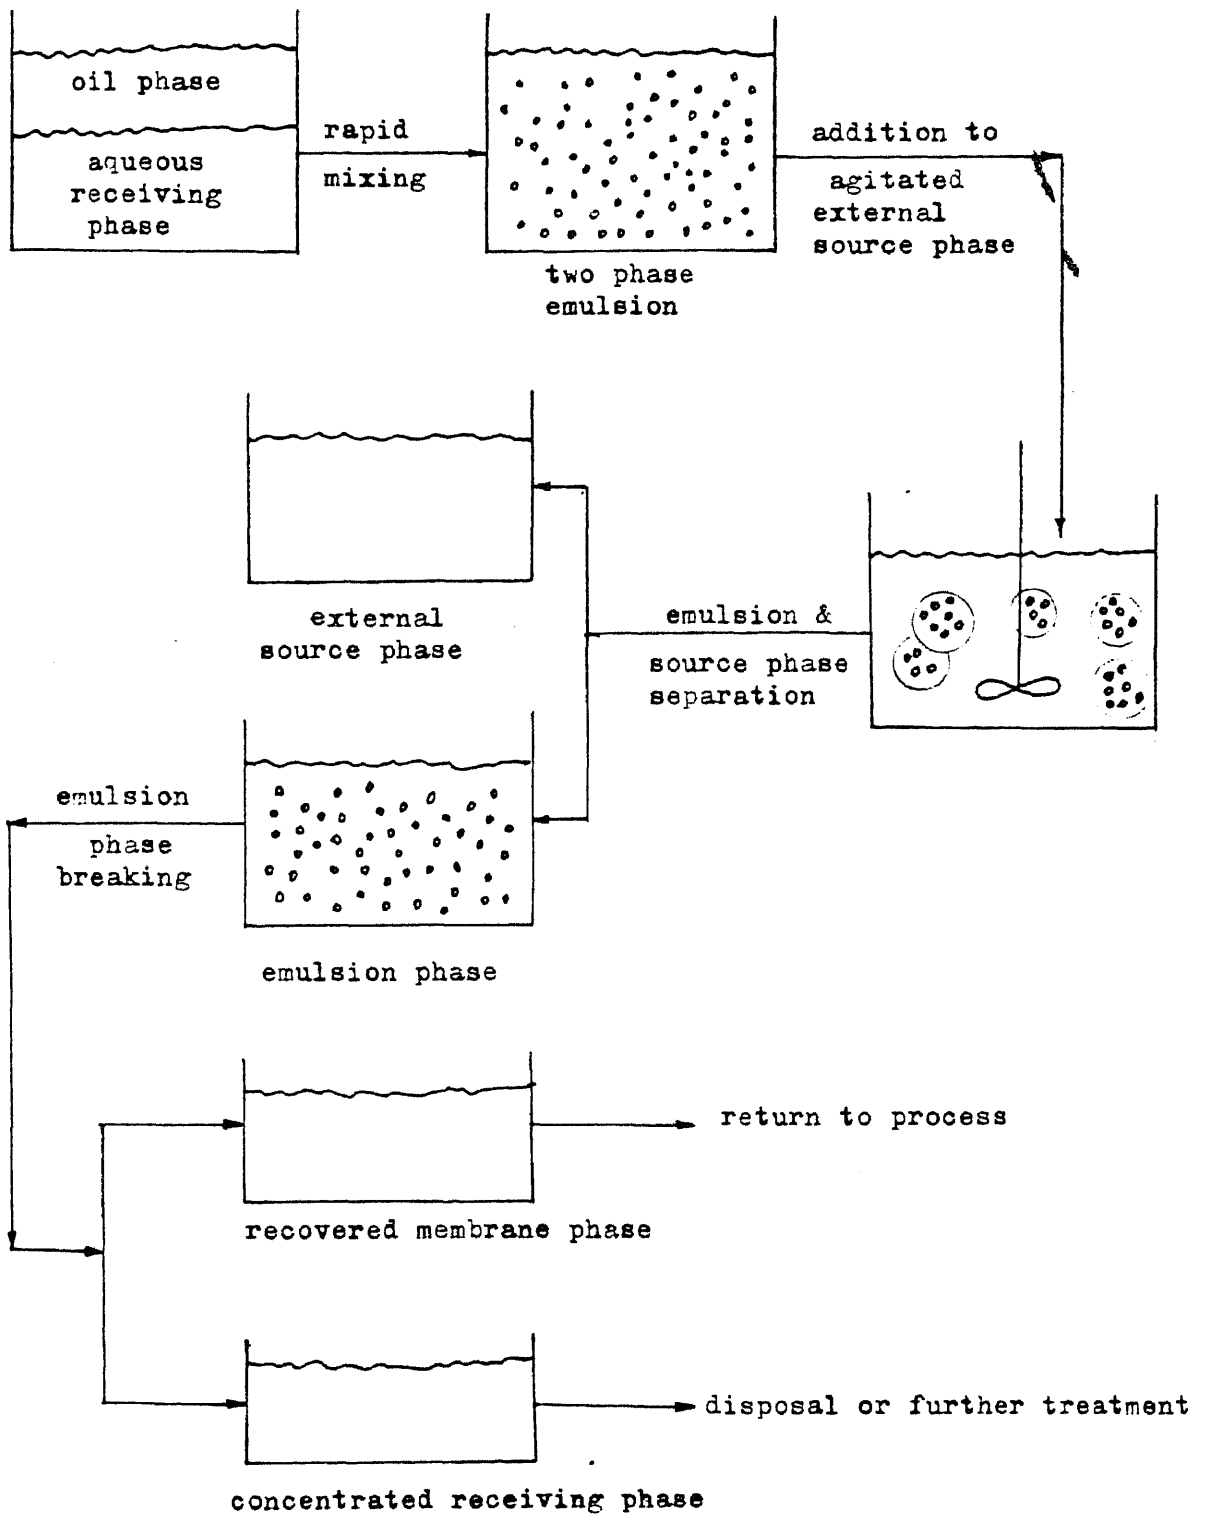 oil phase
aqueous
receiving
phase
rapid
mixing
two phase
emulsion
addition to
agitated
external
source phase
external
source phase
emulsion &
source phase
separation
emulsion
phase
breaking
emulsion phase
return to process
recovered membrane phase
disposal or further treatment
concentrated receiving phase